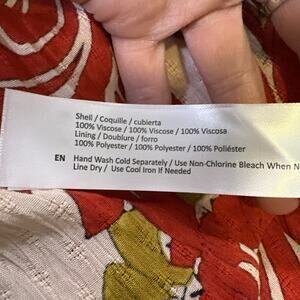 Shell / Coquille / cubierta
100% Viscose / 100% Viscose / 100% Viscosa
Lining / Doublure / forro
100% Polyester / 100% Polyester / 100% Poliéster
EN Hand Wash Cold Separately / Use Non-Chlorine Bleach When N
Line Dry / Use Cool Iron If Needed